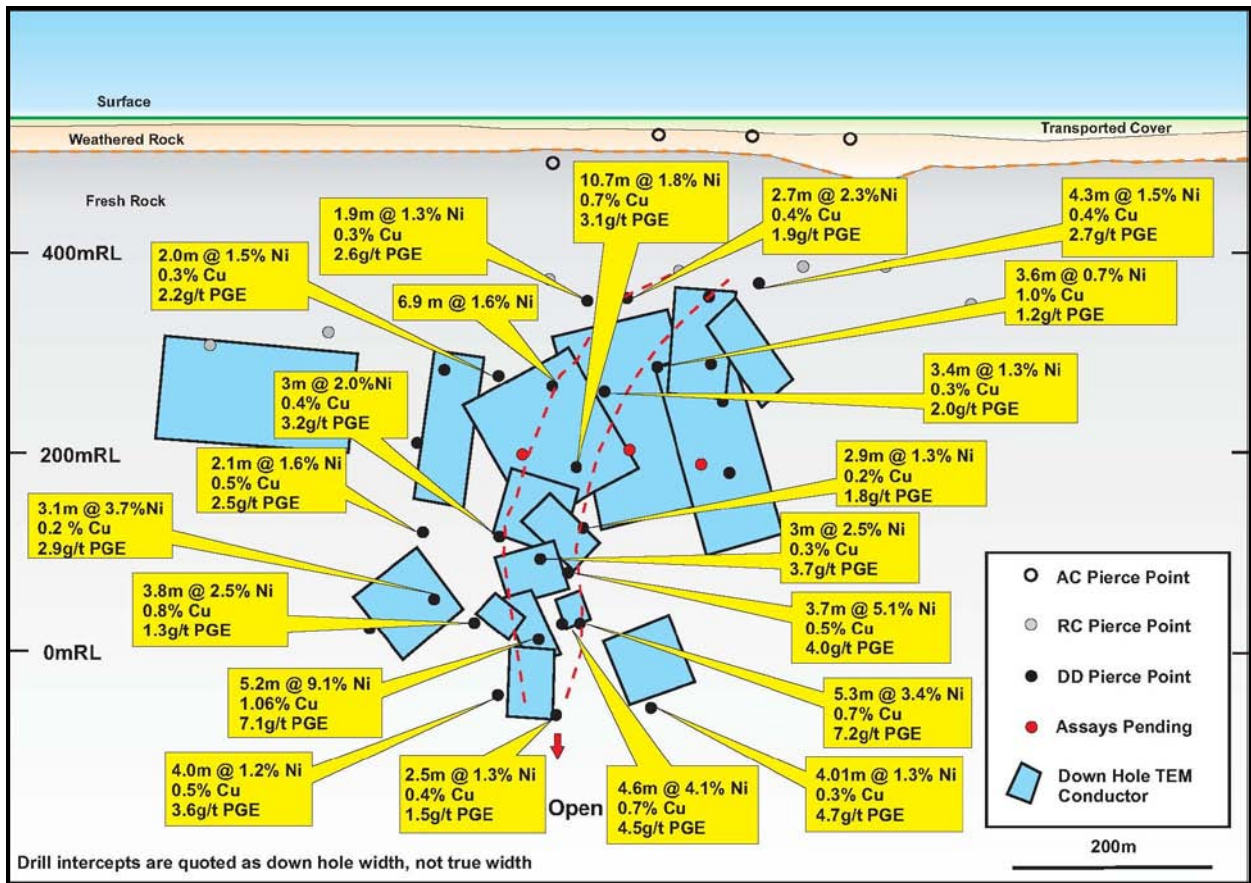 Surface
Transported Cover
Weathered Rock
Fresh Rock
10.7m @ 1.8% Ni
0.7% Cu
3.1g/t PGE
2.7m @ 2.3%Ni
0.4% Cu
1.9g/t PGE
4.3m @ 1.5% Ni
0.4% Cu
2.7g/t PGE
1.9m @ 1.3% Ni
0.3% Cu
2.6g/t PGE
400mRL
2.0m @ 1.5% Ni
0.3% Cu
2.2g/t PGE
3.6m @ 0.7% Ni
1.0% Cu
1.2g/t PGE
6.9 m @ 1.6% Ni
3m @ 2.0%Ni
0.4% Cu
3.2g/t PGE
3.4m @ 1.3% Ni
0.3% Cu
2.0g/t PGE
200mRL
2.1m @ 1.6% Ni
0.5% Cu
2.5g/t PGE
2.9m @ 1.3% Ni
0.2% Cu
1.8g/t PGE
3.1m @ 3.7%Ni
0.2 % Cu
2.9g/t PGE
3m @ 2.5% Ni
0.3% Cu
3.7g/t PGE
3.8m @ 2.5% Ni
0.8% Cu
1.3g/t PGE
3.7m @ 5.1% Ni
0.5% Cu
4.0g/t PGE
0mRL
5.2m @ 9.1% Ni
1.06% Cu
7.1g/t PGE
5.3m @ 3.4% Ni
0.7% Cu
7.2g/t PGE
4.0m @ 1.2% Ni
0.5% Cu
3.6g/t PGE
2.5m @ 1.3% Ni
0.4% Cu
1.5g/t PGE
Open
4.6m @ 4.1% Ni
0.7% Cu
4.5g/t PGE
4.01m @ 1.3% Ni
0.3% Cu
4.7g/t PGE
AC Pierce Point
RC Pierce Point
DD Pierce Point
Assays Pending
Down Hole TEM
Conductor
200m
Drill intercepts are quoted as down hole width, not true width